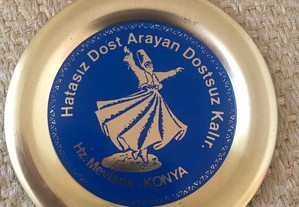 Hatasız Dost Arayan Dostsuz Kalır.
Hz. Mevlana - KONYA